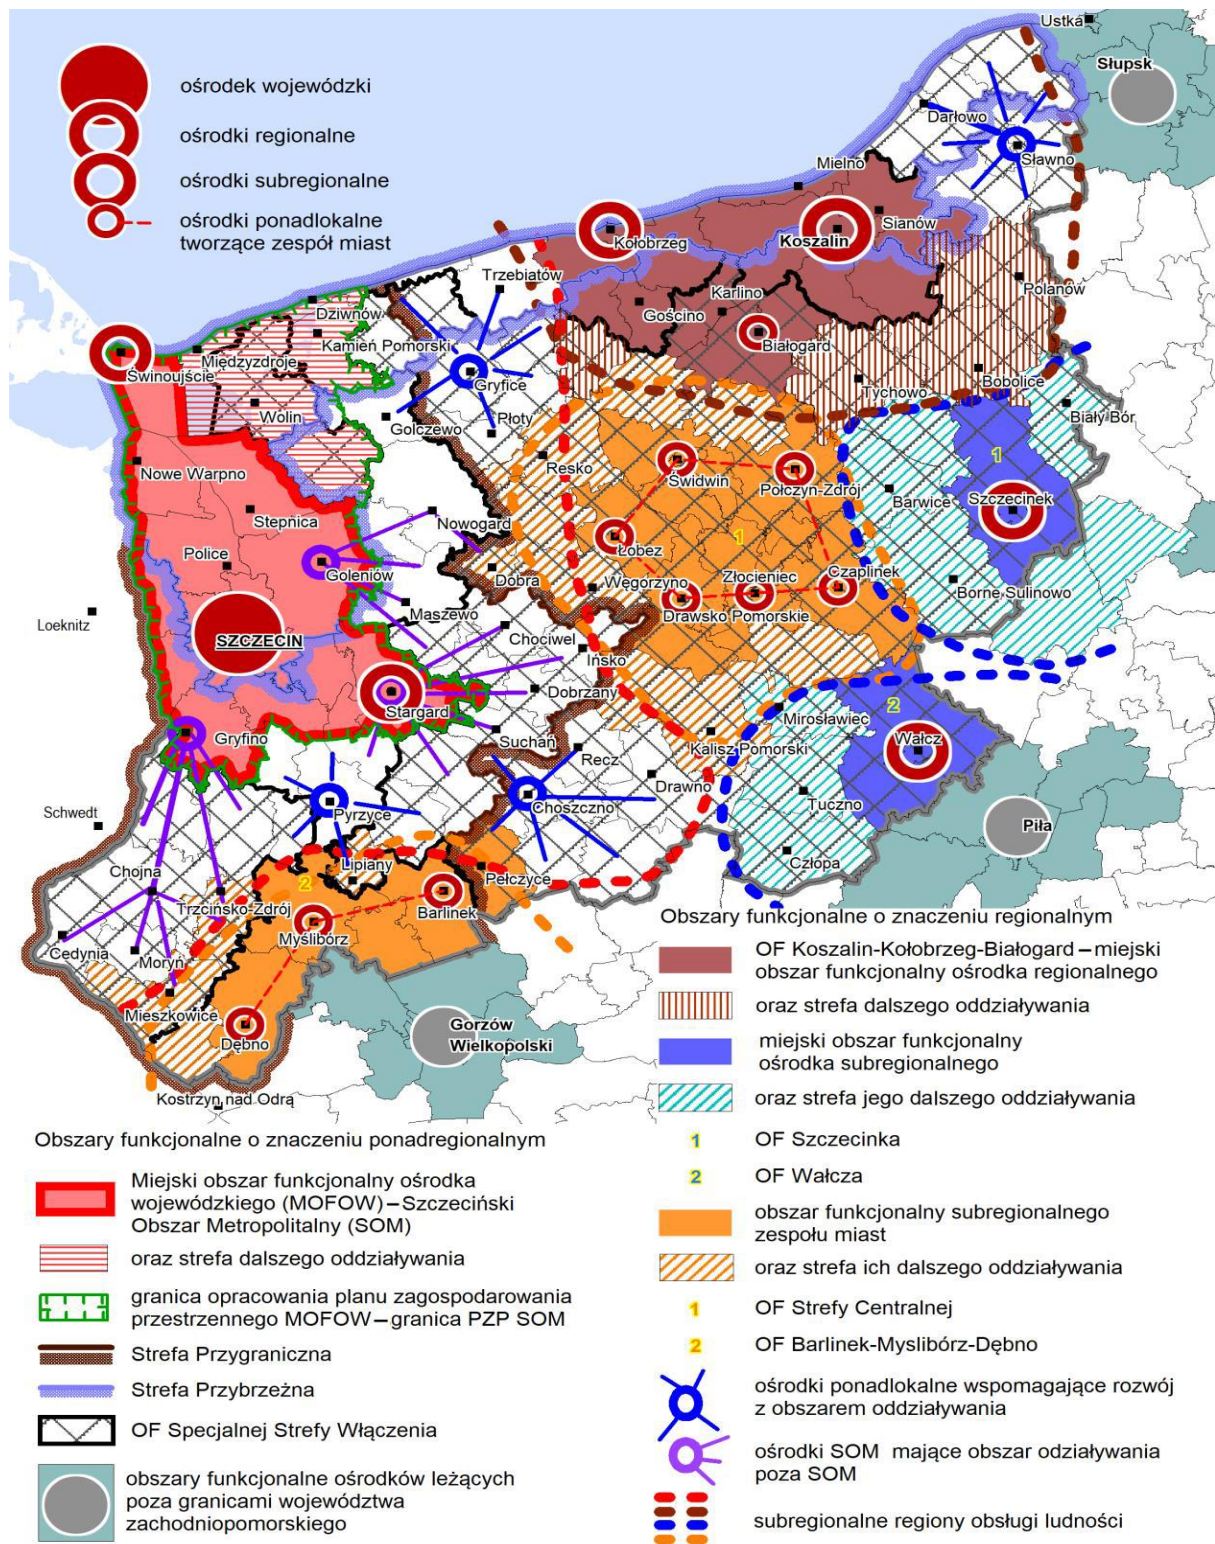 ośrodek wojewódzki
ośrodki regionalne
ośrodki subregionalne
ośrodki ponadlokalne
tworzące zespół miast
Ustka
Słupsk
Darłowo
Sławno
Mielno
Sianów
Kołobrzeg
Koszalin
Trzebiatów
Karlino
Polanów
Dziwnów
Gościno
Kamień Pomorski
Białogard
Międzyzdroje
Świnoujście
Gryfice
Bobolice
Tychowo
Wolin
Golczewo
Płoty
Biały Bór
Nowe Warpno
Resko
1
Świdwin
Połczyn-Zdrój
Barwice
Szczecinek
Stepnica
Nowogard
Police
Łobez
1
Goleniów
Dobra
Węgorzyno
Złocieniec
Czaplinek
Maszewo
Drawsko Pomorskie
Borne Sulinowo
Loeknitz
SZCZECIN
Chociwel
Ińsko
Dobrzany
Stargard
2
Mirosławiec
Gryfino
Suchań
Kalisz Pomorski
Wałcz
Recz
Drawno
Schwedt
Pyrzyce
Choszczno
Tuczno
Piła
Człopa
Chojna
Lipiany
Pełczyce
2
Trzcińsko-Zdrój
Barlinek
Myślibórz
Cedynia
Moryń
Mieszkowice
Dębno
Gorzów
Wielkopolski
Kostrzyn nad Odrą
Obszary funkcjonalne o znaczeniu ponadregionalnym
Miejski obszar funkcjonalny ośrodka
wojewódzkiego (MOFOW)–Szczeciński
Obszar Metropolitalny (SOM)
oraz strefa dalszego oddziaływania
granica opracowania planu zagospodarowania
przestrzennego MOFOW–granica PZP SOM
Strefa Przygraniczna
Strefa Przybrzeżna
OF Specjalnej Strefy Włączenia
obszary funkcjonalne ośrodków leżących
poza granicami województwa
zachodniopomorskiego
Obszary funkcjonalne o znaczeniu regionalnym
OF Koszalin-Kołobrzeg-Białogard–miejski
obszar funkcjonalny ośrodka regionalnego
oraz strefa dalszego oddziaływania
miejski obszar funkcjonalny
ośrodka subregionalnego
oraz strefa jego dalszego oddziaływania
1 OF Szczecinka
2 OF Wałcza
obszar funkcjonalny subregionalnego
zespołu miast
oraz strefa ich dalszego oddziaływania
1 OF Strefy Centralnej
2 OF Barlinek-Myslibórz-Dębno
ośrodki ponadlokalne wspomagające rozwój
z obszarem oddziaływania
ośrodki SOM mające obszar odziaływania
poza SOM
subregionalne regiony obsługi ludności